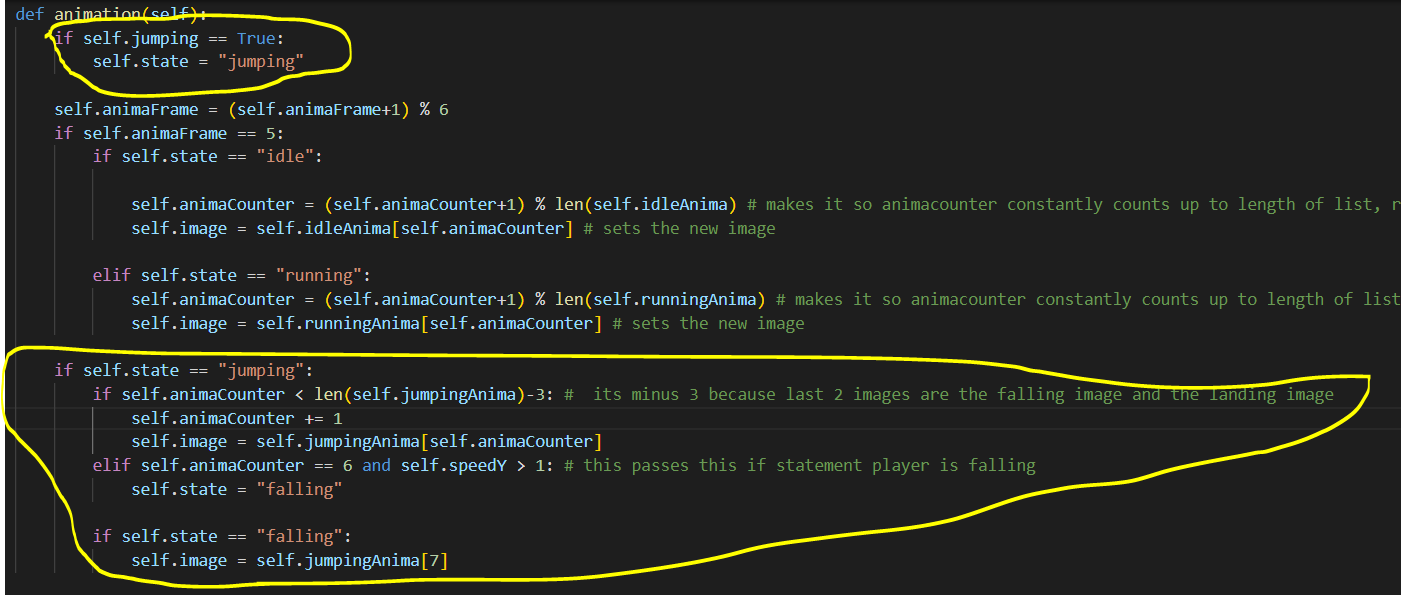 def animation(self):
if self.jumping == True:
self.state = "jumping"
self.animaFrame = (self.animaFrame+1) % 6
if self.animaFrame == 5:
if self.state == "idle":
self.animaCounter = (self.animaCounter+1) % len(self.idleAnima) # makes it so animacounter constantly counts up to length of list, r
self.image = self.idleAnima[self.animaCounter] # sets the new image
elif self.state == "running":
self.animaCounter = (self.animaCounter+1) % len(self.runningAnima) # makes it so animacounter constantly counts up to length of list
self.image = self.runningAnima[self.animaCounter] # sets the new image
if self.state == "jumping":
if self.animaCounter < len(self.jumpingAnima)-3: #  its minus 3 because last 2 images are the falling image and the landing image
self.animaCounter += 1
self.image = self.jumpingAnima[self.animaCounter]
elif self.animaCounter == 6 and self.speedY > 1: # this passes this if statement player is falling
self.state = "falling"
if self.state == "falling":
self.image = self.jumpingAnima[7]